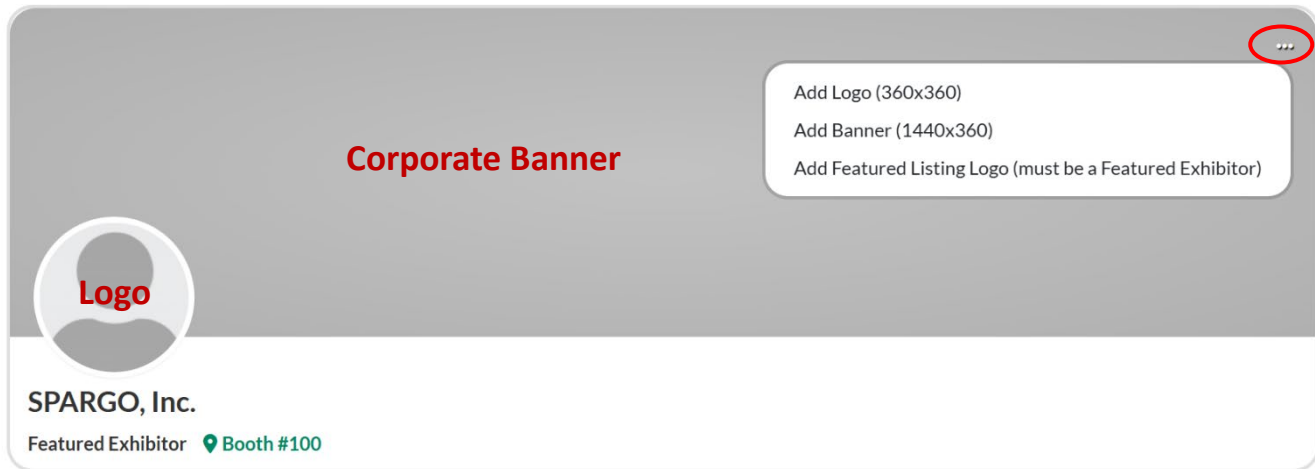 ...
Add Logo (360x360)
Add Banner (1440x360)
Corporate Banner
Add Featured Listing Logo (must be a Featured Exhibitor)
Logo
SPARGO, Inc.
Featured Exhibitor Booth #100